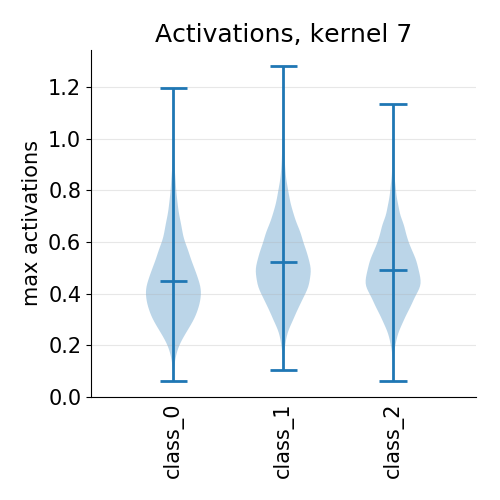 Activations, kernel 7
max activations
1.2
1.0
0.8
0.6
0.4
0.2
0.0
class_0
class_1
class_2